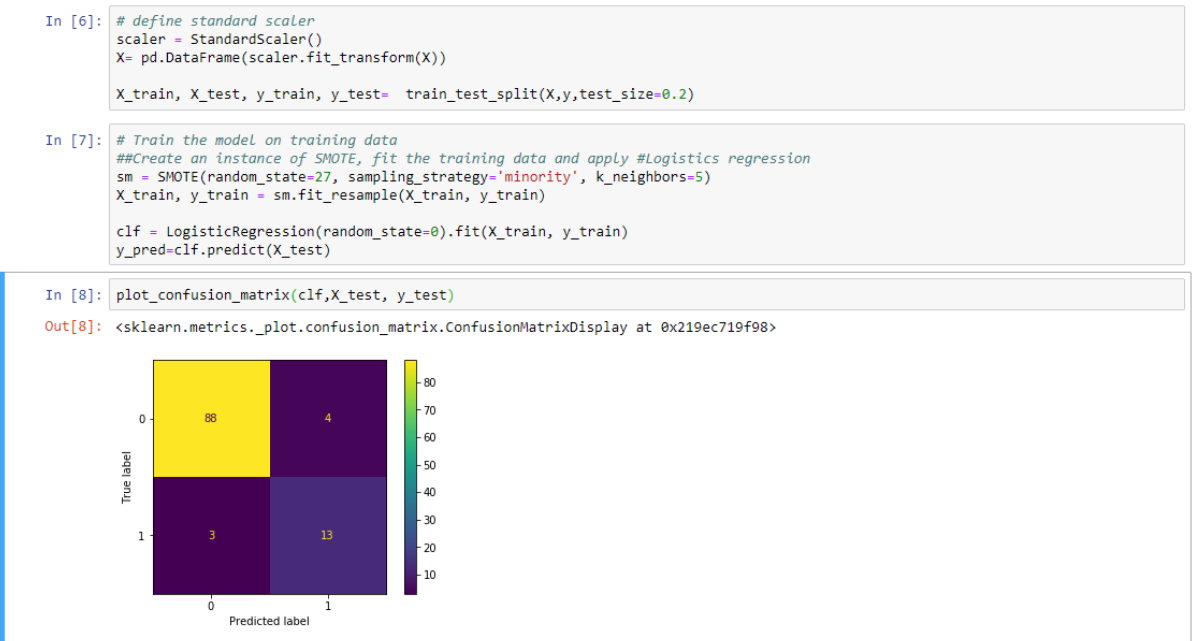 In [6]: # define standard scaler
scaler = StandardScaler()
X= pd.DataFrame(scaler.fit_transform(X))
X_train, X_test, y_train, y_test=  train_test_split(X,y,test_size=0.2)
In [7]: # Train the model on training data
##Create an instance of SMOTE, fit the training data and apply #Logistics regression
sm = SMOTE(random_state=27, sampling_strategy='minority', k_neighbors=5)
X_train, y_train = sm.fit_resample(X_train, y_train)
clf = LogisticRegression(random_state=0).fit(X_train, y_train)
y_pred=clf.predict(X_test)
In [8]: plot_confusion_matrix(clf,X_test, y_test)
Out[8]: <sklearn.metrics._plot.confusion_matrix.ConfusionMatrixDisplay at 0x219ec719f98>
True label
0
1
88
4
3
13
0
1
Predicted label
80
70
60
50
40
30
20
10